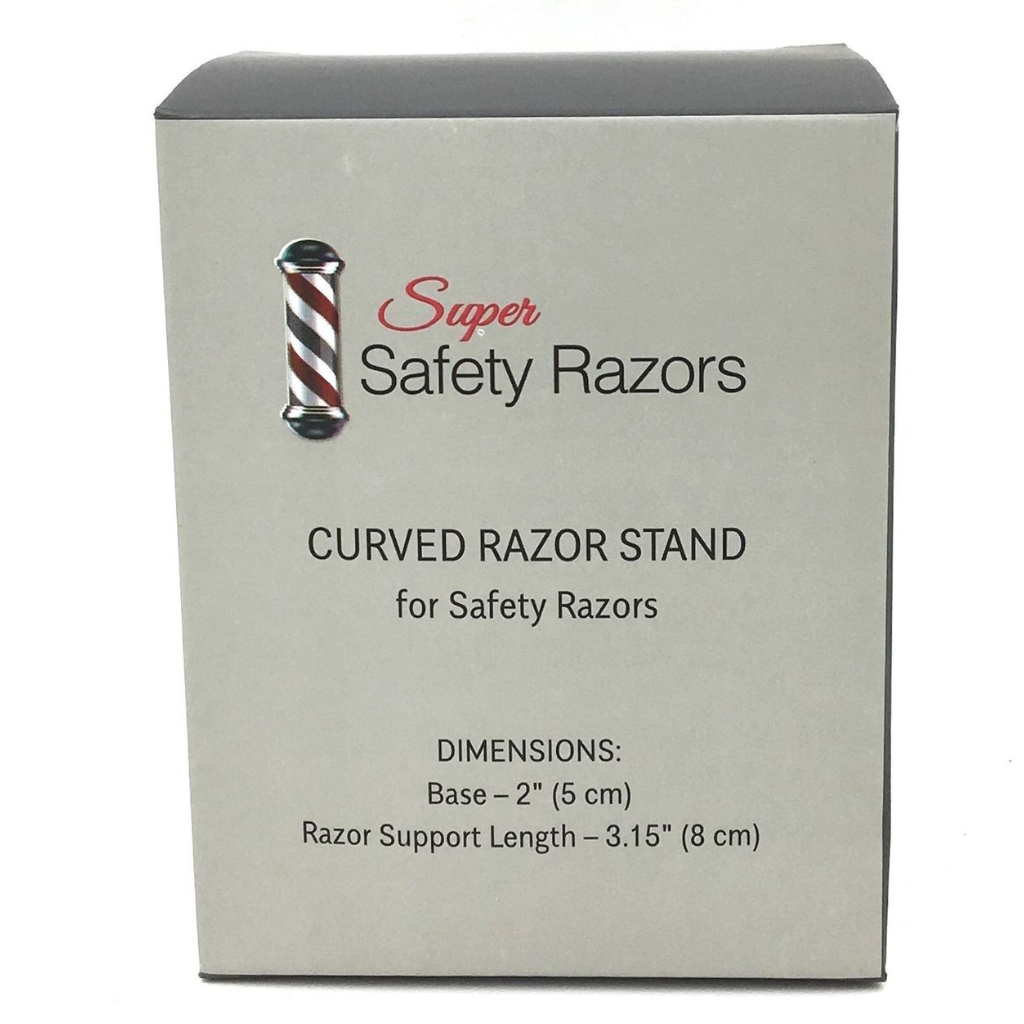 Super
Safety Razors
CURVED RAZOR STAND
for Safety Razors
DIMENSIONS:
Base – 2" (5 cm)
Razor Support Length – 3.15" (8 cm)